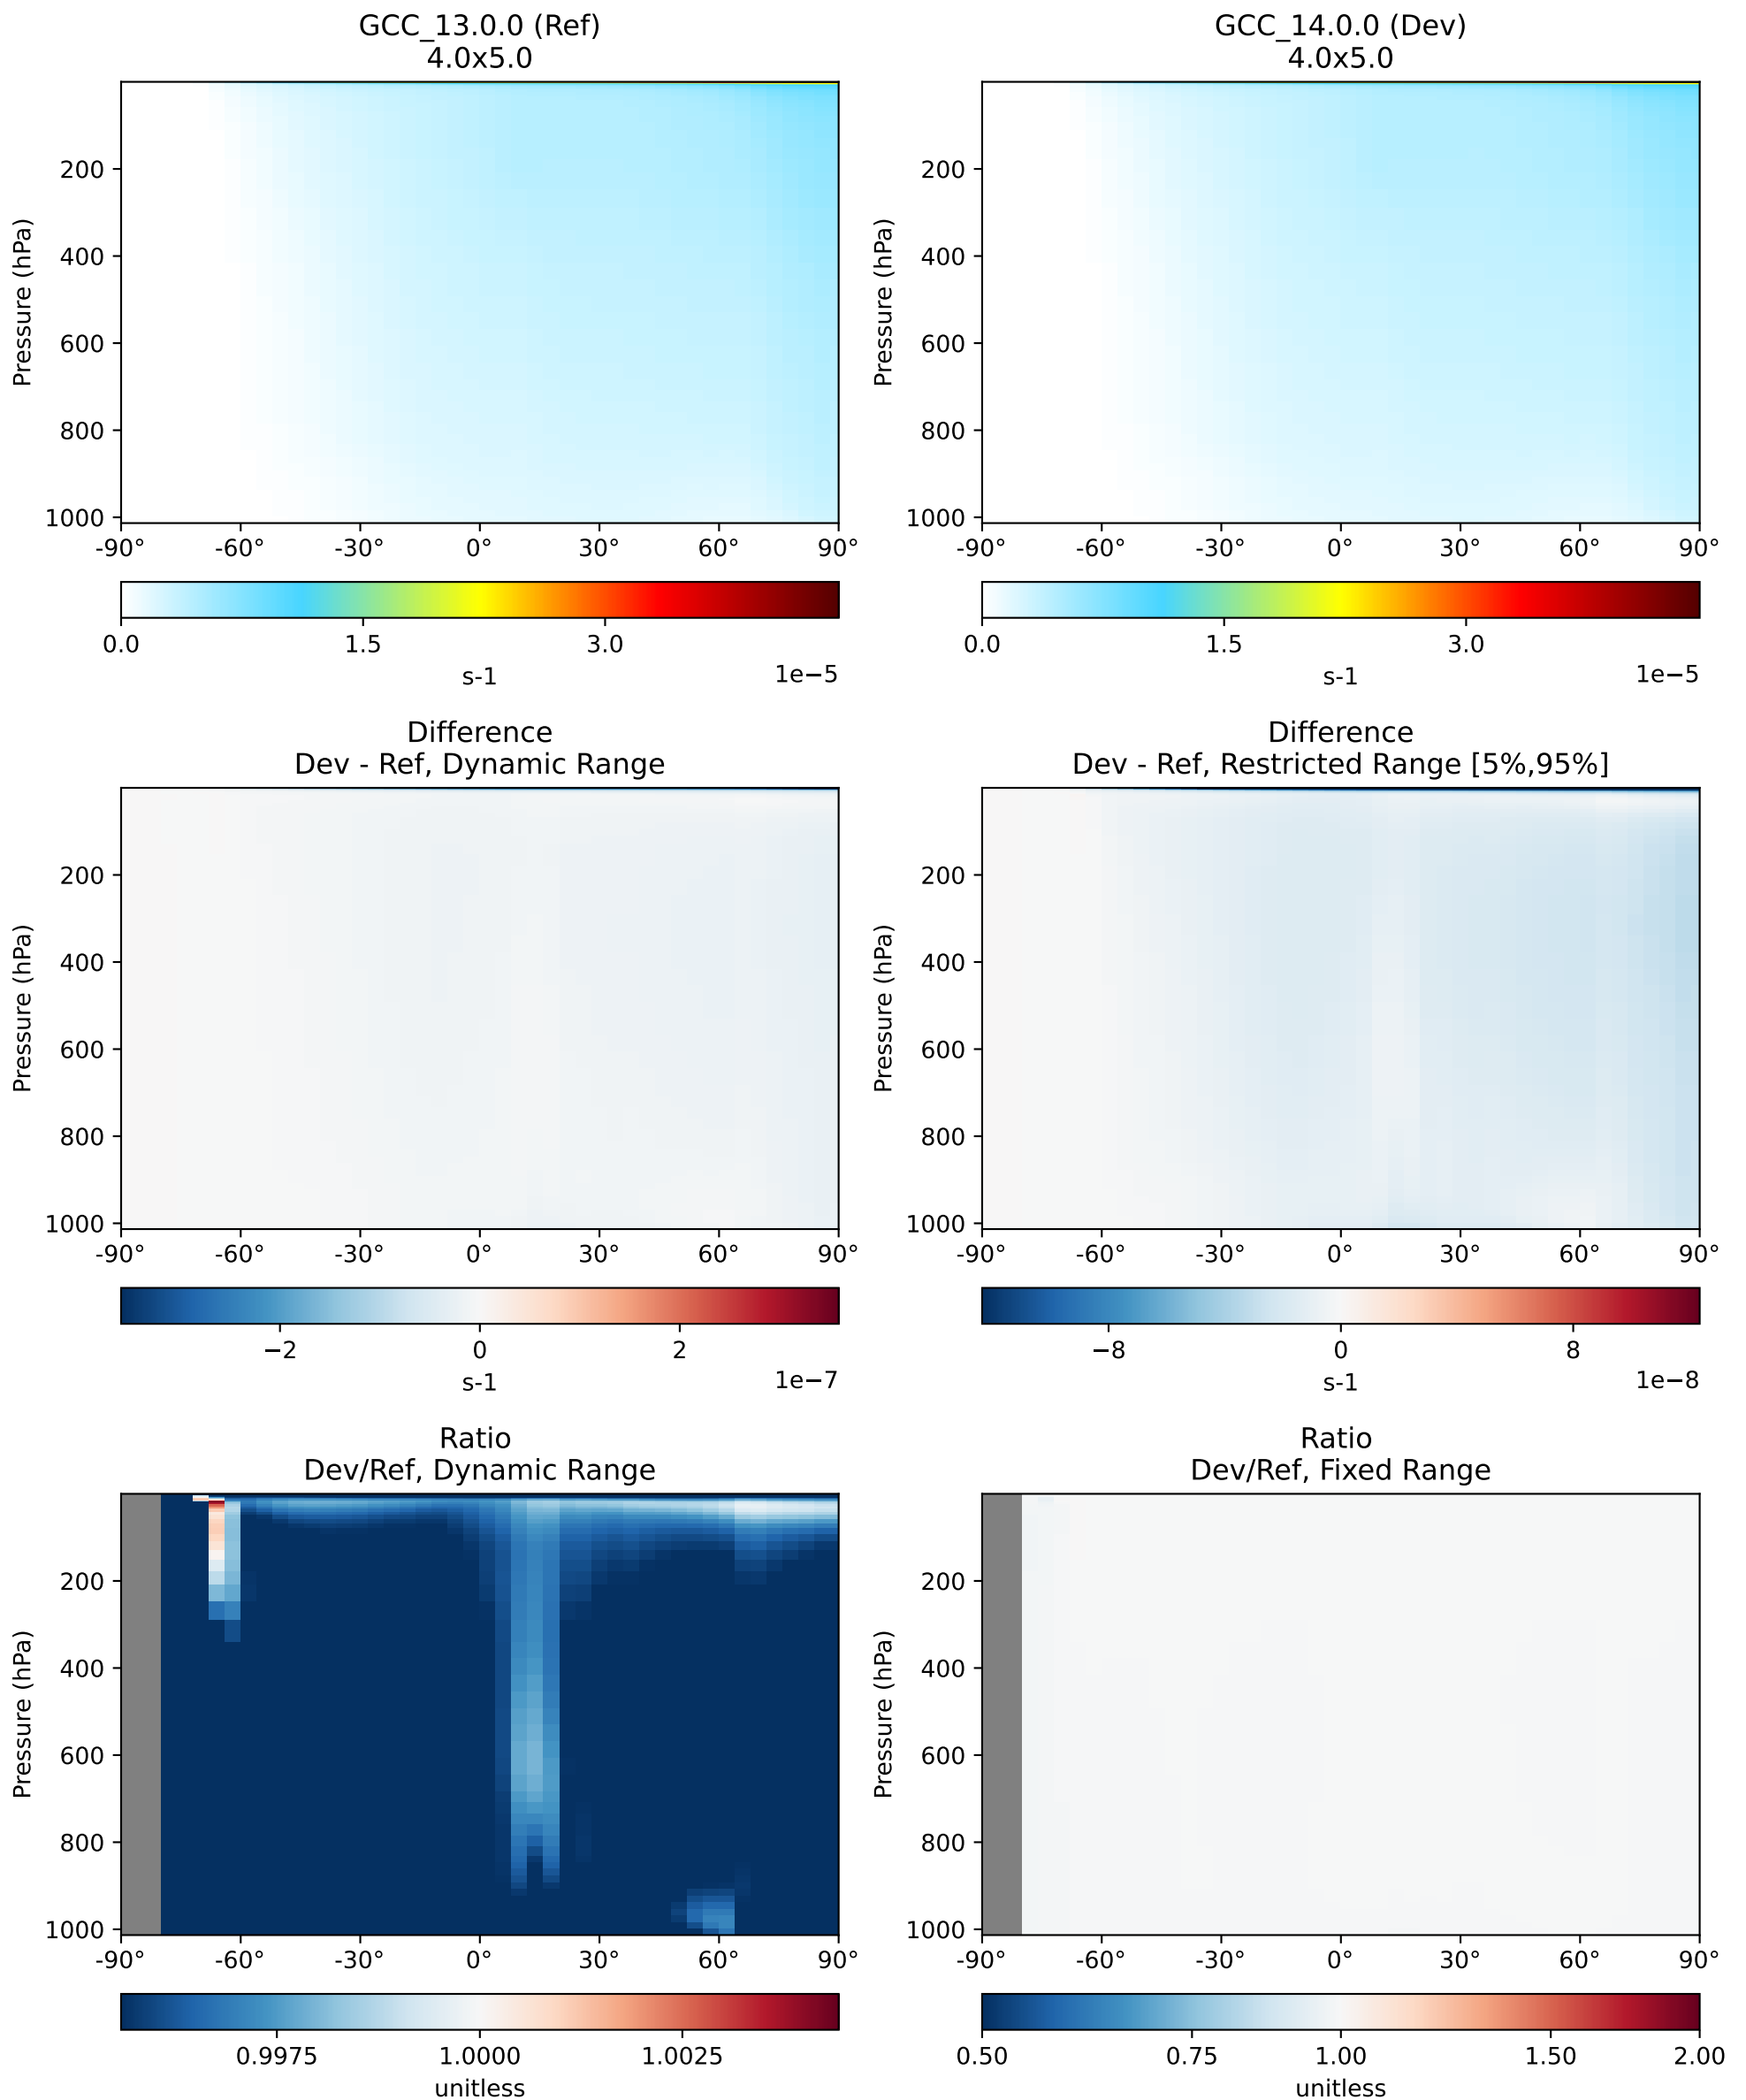 GCC_13.0.0 (Ref)
4.0x5.0
GCC_14.0.0 (Dev)
4.0x5.0
Pressure (hPa)
200
400
600
800
1000
-90° -60° -30° 0° 30° 60° 90°
0.0 1.5 3.0
s-1 1e−5
Pressure (hPa)
200
400
600
800
1000
-90° -60° -30° 0° 30° 60° 90°
0.0 1.5 3.0
s-1 1e−5
Difference
Dev - Ref, Dynamic Range
Pressure (hPa)
200
400
600
800
1000
-90° -60° -30° 0° 30° 60° 90°
−2 0 2
s-1 1e−7
Difference
Dev - Ref, Restricted Range [5%,95%]
Pressure (hPa)
200
400
600
800
1000
-90° -60° -30° 0° 30° 60° 90°
−8 0 8
s-1 1e−8
Ratio
Dev/Ref, Dynamic Range
Pressure (hPa)
200
400
600
800
1000
-90° -60° -30° 0° 30° 60° 90°
0.9975 1.0000 1.0025
unitless
Ratio
Dev/Ref, Fixed Range
Pressure (hPa)
200
400
600
800
1000
-90° -60° -30° 0° 30° 60° 90°
0.50 0.75 1.00 1.50 2.00
unitless